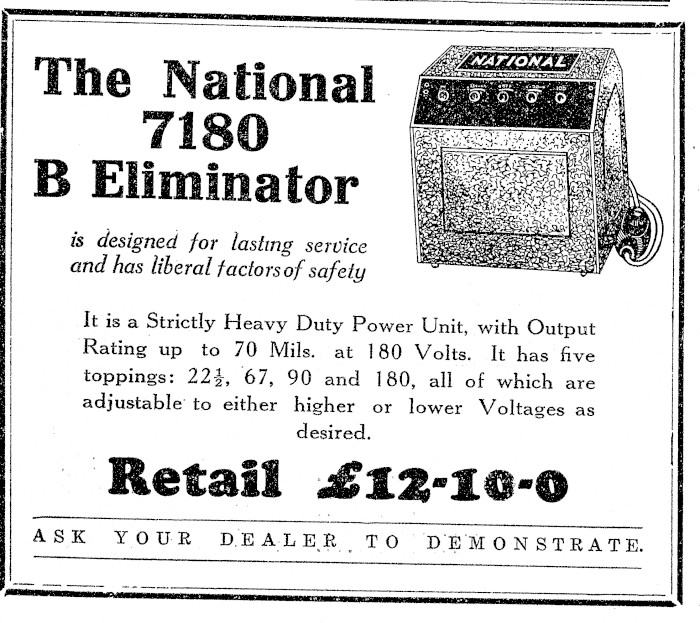 The National
7180
B Eliminator
NATIONAL
is designed for lasting service
and has liberal factors of safety
It is a Strictly Heavy Duty Power Unit, with Output
Rating up to 70 Mils. at 180 Volts. It has five
toppings: 22½, 67, 90 and 180, all of which are
adjustable to either higher or lower Voltages as
desired.
Retail £12-10-0
ASK YOUR DEALER TO DEMONSTRATE.